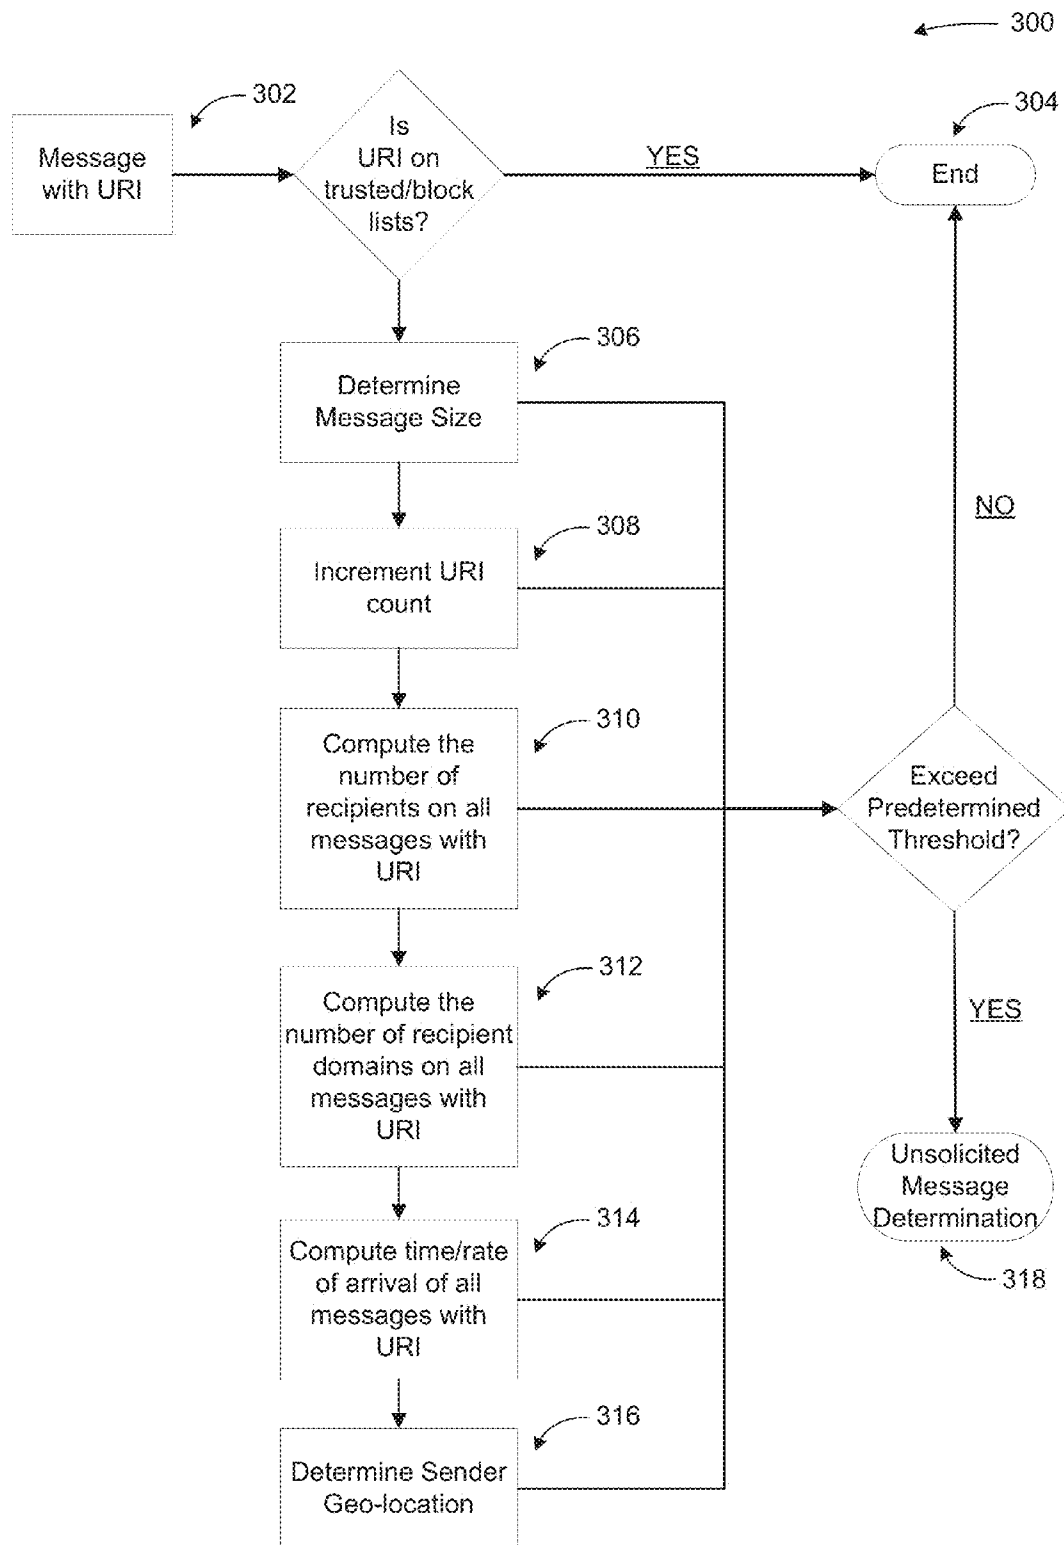 300
302
304
Message
with URI
Is
URI on
trusted/block
lists?
YES
End
306
Determine
Message Size
308
Increment URI
count
NO
310
Compute the
number of
recipients on all
messages with
URI
Exceed
Predetermined
Threshold?
312
Compute the
number of recipient
domains on all
messages with
URI
YES
Unsolicited
Message
Determination
318
314
Compute time/rate
of arrival of all
messages with
URI
316
Determine Sender
Geo-location